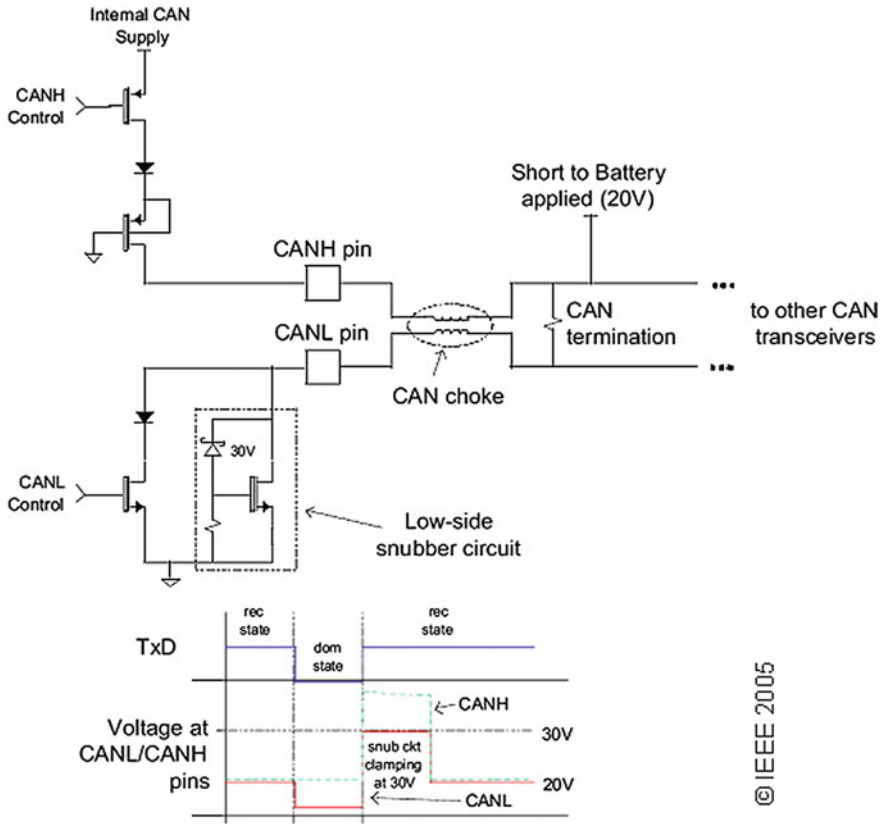 Internal CAN
Supply
CANH
Control
Short to Battery
applied (20V)
CANH pin
CANL pin
CAN
termination
to other CAN
transceivers
CAN choke
30V
CANL
Control
Low-side
snubber circuit
rec
state
dom
state
rec
state
TxD
Voltage at
CANL/CANH
pins
CANH
30V
snub ckt
clamping
at 30V
20V
CANL
© IEEE 2005